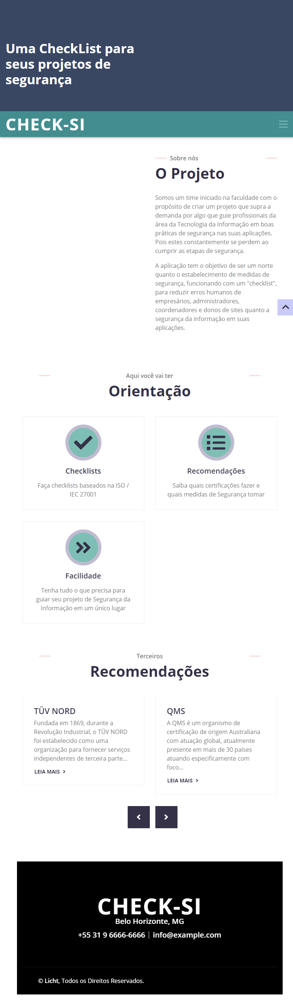 Uma CheckList para
seus projetos de
segurança
CHECK-SI
Sobre nós
O Projeto
Somos um time iniciado na faculdade com o
propósito de criar um projeto que supra a
demanda por algo que guie profissionais da
área da Tecnologia da Informação em boas
práticas de segurança nas suas aplicações.
Pois estes constantemente se perdem ao
cumprir as etapas de segurança.
A aplicação tem o objetivo de ser um norte
quanto o estabelecimento de medidas de
segurança, funcionando com um "checklist",
para reduzir erros humanos de
empresários, administradores,
coordenadores e donos de sites quanto a
segurança da informação em suas
aplicações.
Aqui você vai ter
Orientação
Checklists
Faça checklists baseados na ISO /
IEC 27001
Recomendações
Saiba quais certificações fazer e
quais medidas de Segurança tomar
Facilidade
Tenha tudo o que precisa para
guiar seu projeto de Segurança da
Informação em um único lugar
Terceiros
Recomendações
TÜV NORD
Fundada em 1869, durante a
Revolução Industrial, o TÜV NORD
foi estabelecido como uma
organização para fornecer serviços
independentes de terceira parte...
LEIA MAIS
QMS
A QMS é um organismo de
certificação de origem Australiana
com atuação global, atualmente
presente em mais de 30 países
atuando especificamente com
foco...
LEIA MAIS
CHECK-SI
Belo Horizonte, MG
+55 31 9 6666-6666 | info@example.com
© Licht, Todos os Direitos Reservados.